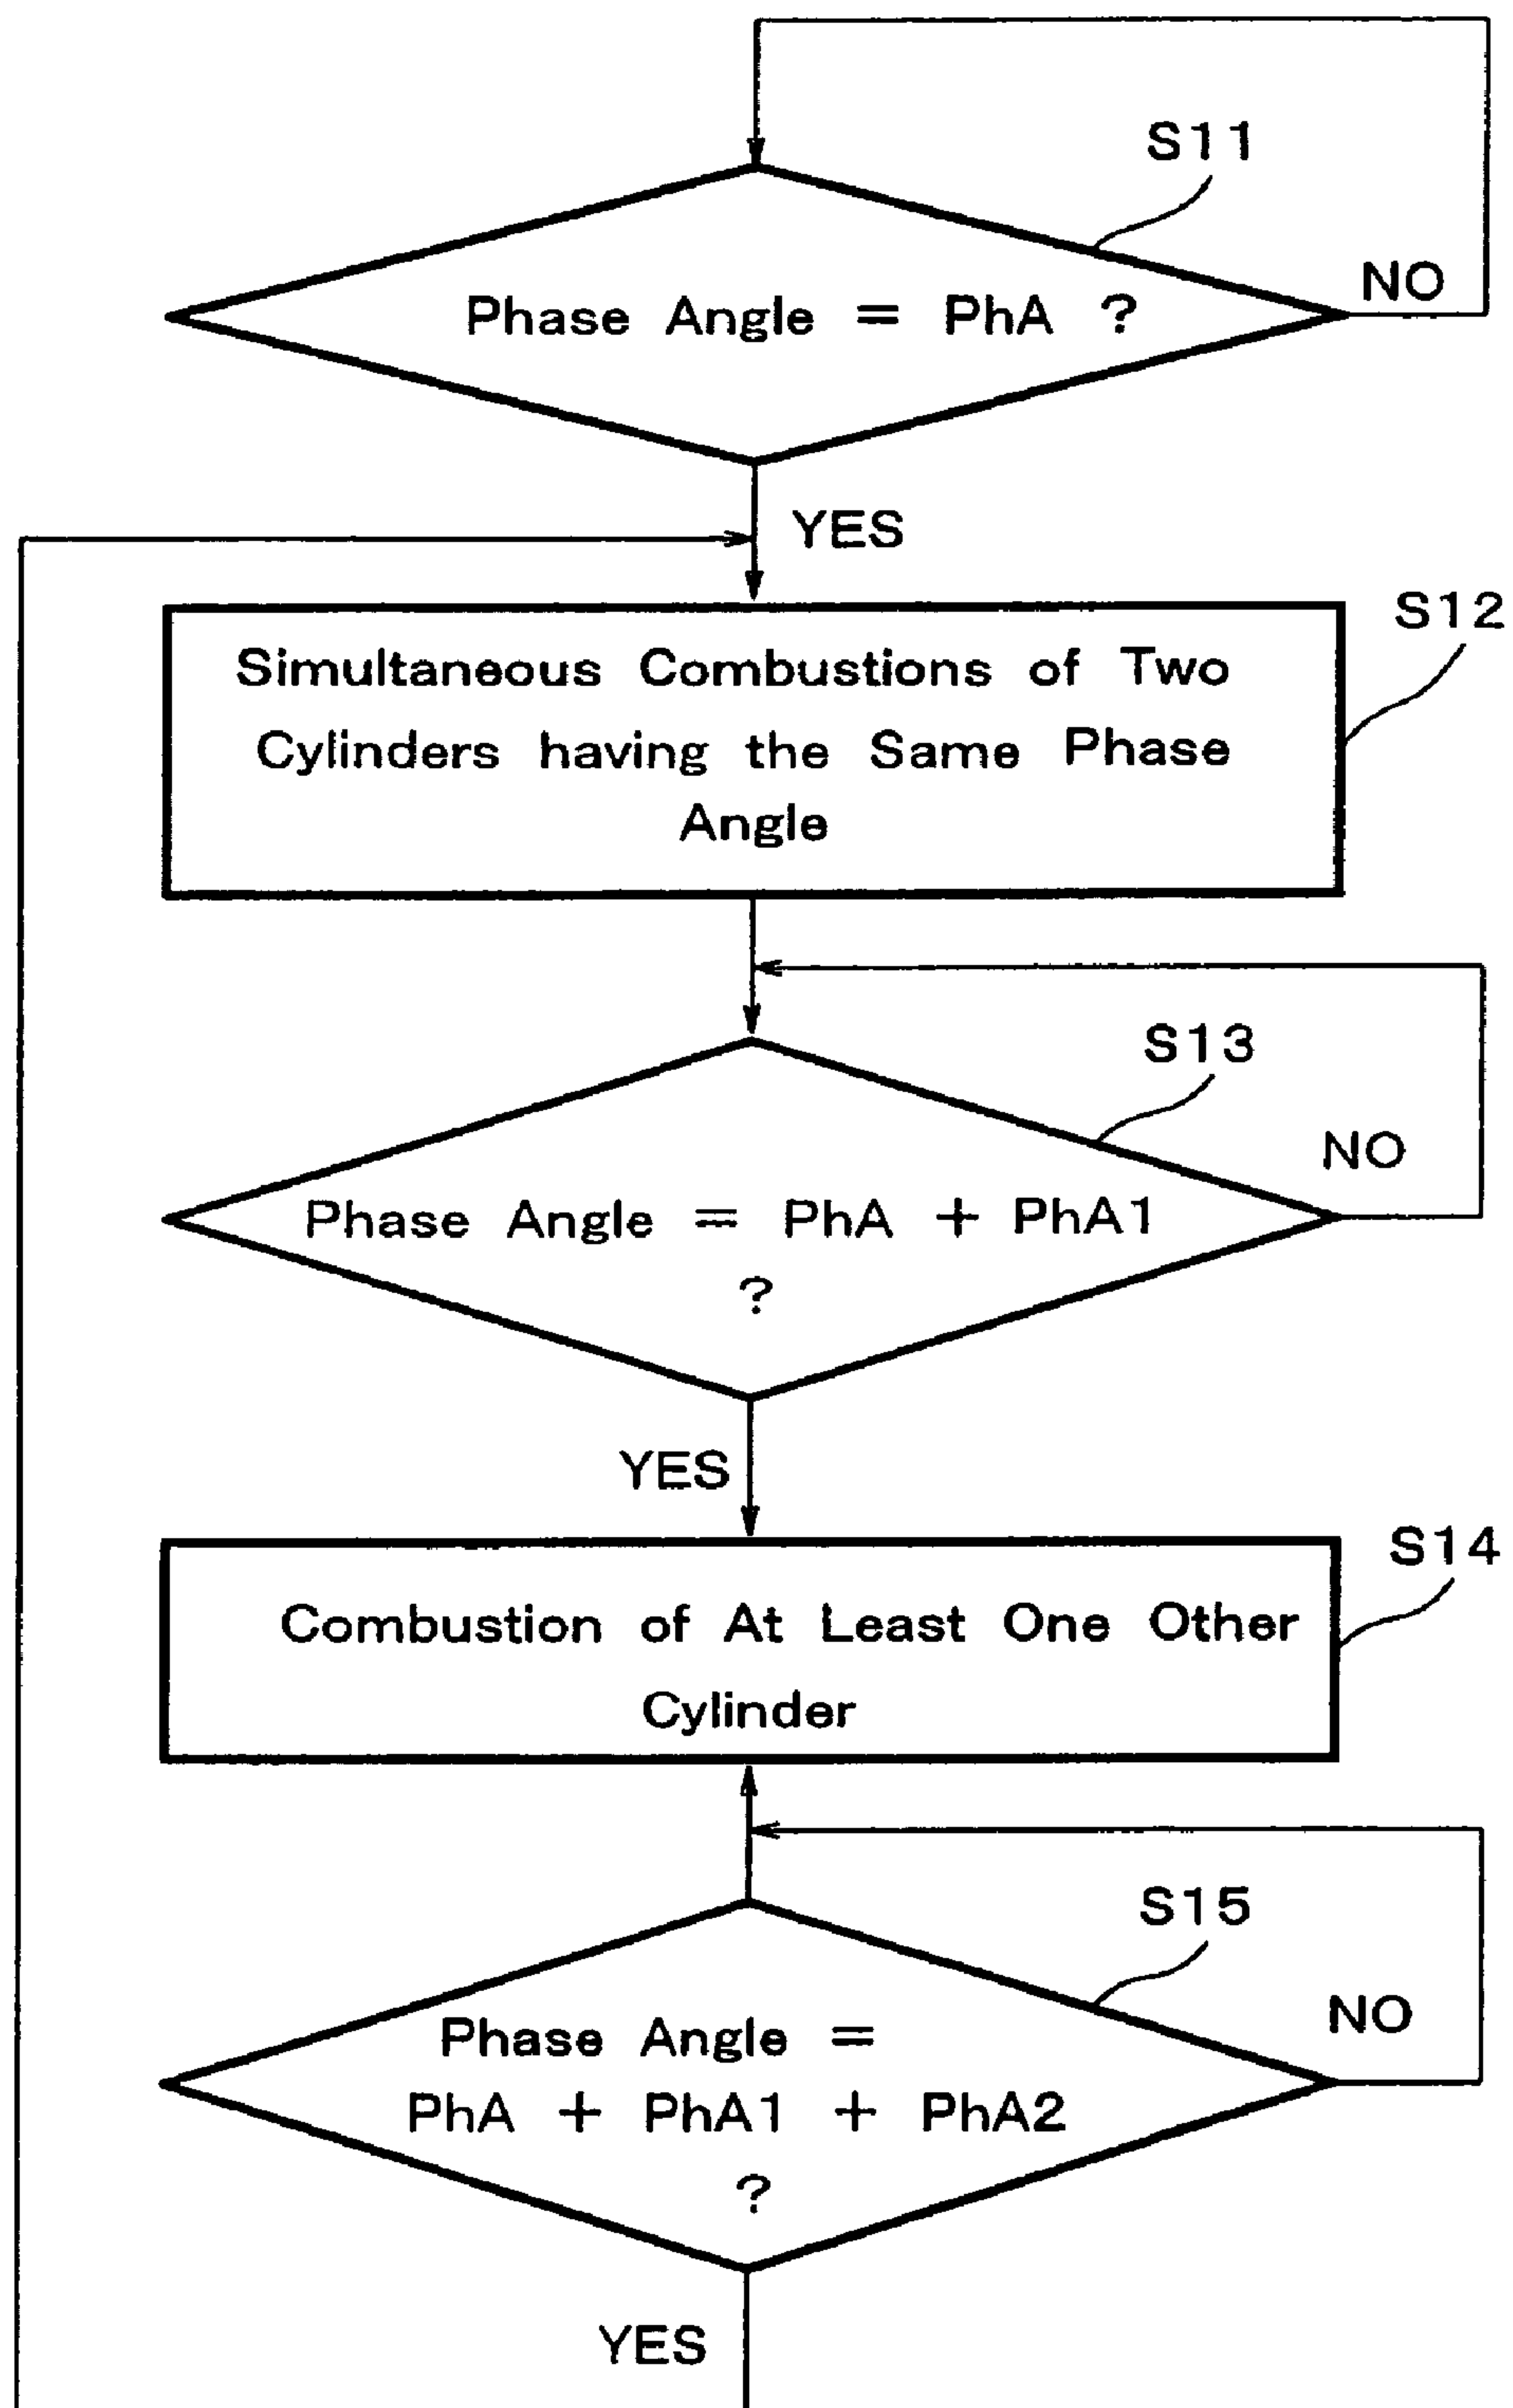 S11
Phase Angle = PhA ?
NO
YES
S12
Simultaneous Combustions of Two
Cylinders having the Same Phase
Angle
S13
NO
Phase Angle = PhA + PhA1
?
YES
S14
Combustion of At Least One Other
Cylinder
S15
NO
Phase Angle =
PhA + PhA1 + PhA2
?
YES